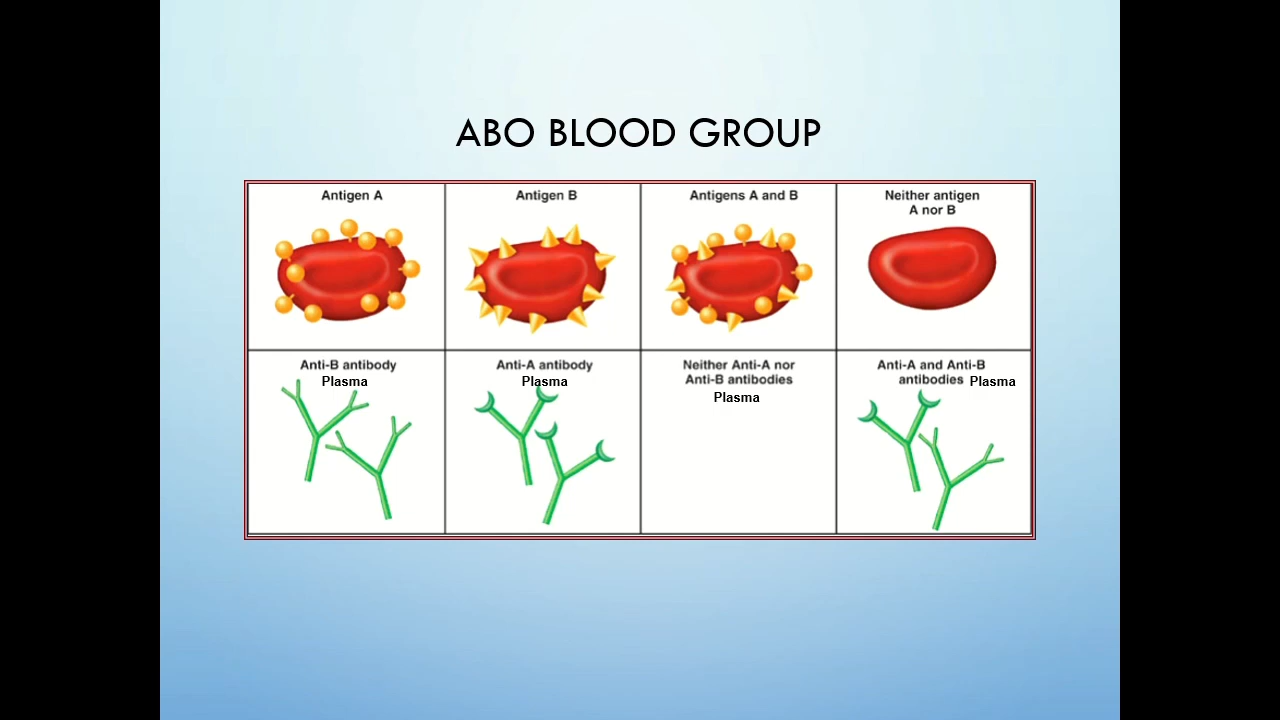 ABO BLOOD GROUP
Antigen A
Antigen B
Antigens A and B
Neither antigen
A nor B
Anti-B antibody
Plasma
Anti-A antibody
Plasma
Neither Anti-A nor
Anti-B antibodies
Plasma
Anti-A and Anti-B
antibodies Plasma